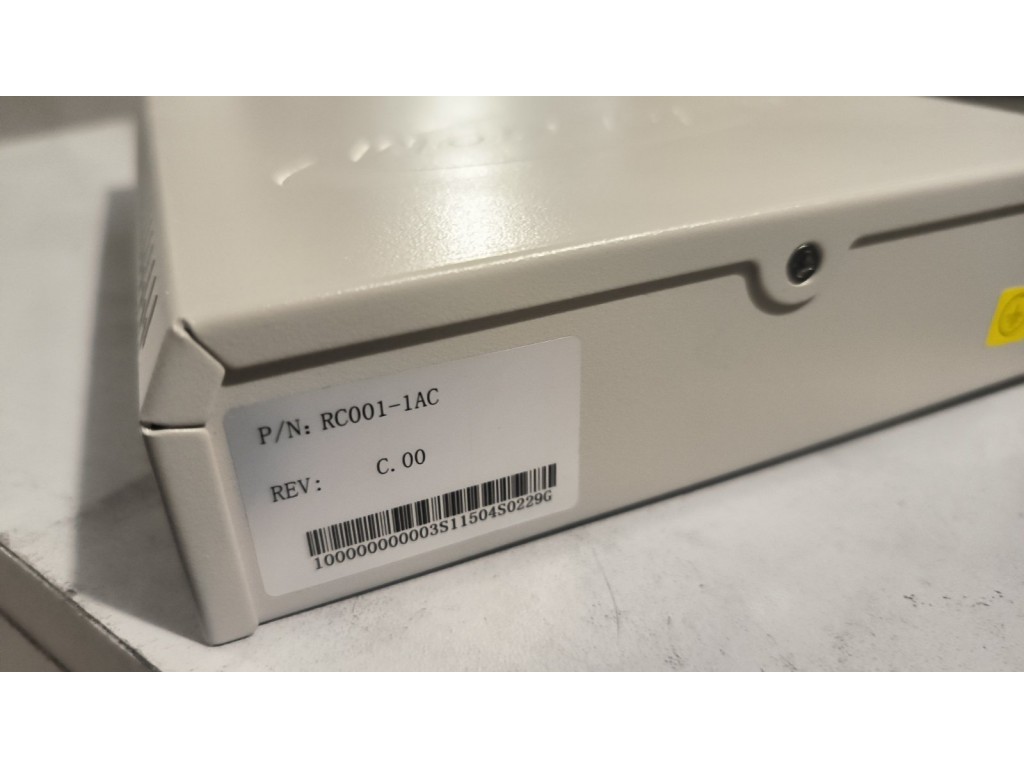 P/N: RC001-1AC
REV: C.00
100000000003S11504S0229G